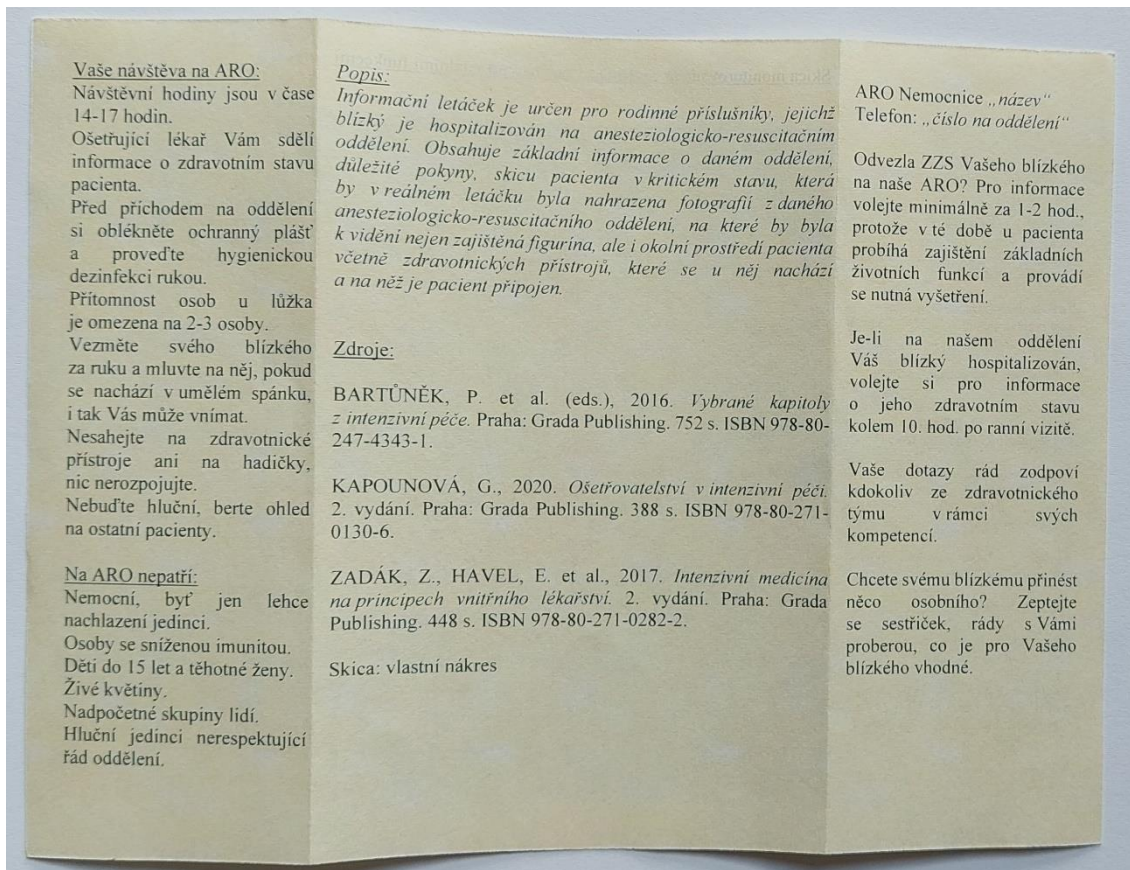 Vaše návštěva na ARO:
Návštěvní hodiny jsou v čase
14-17 hodin.
Ošetřující lékař Vám sdělí
informace o zdravotním stavu
pacienta.
Před příchodem na oddělení
si oblékněte ochranný plášť
a proveďte hygienickou
dezinfekci rukou.
Přítomnost osob u lůžka
je omezena na 2-3 osoby.
Vezměte svého blízkého
za ruku a mluvte na něj, pokud
se nachází v umělém spánku,
i tak Vás může vnímat.
Nesahejte na zdravotnické
přístroje ani na hadičky,
nic nerozpojujte.
Nebuďte hluční, berte ohled
na ostatní pacienty.
Na ARO nepatří:
Nemocní, byť jen lehce
nachlazení jedinci.
Osoby se sníženou imunitou.
Děti do 15 let a těhotné ženy.
Živé květiny.
Nadpočetné skupiny lidí.
Hluční jedinci nerespektující
řád oddělení.
Popis:
Informační letáček je určen pro rodinné příslušníky, jejichž
blízký je hospitalizován na anesteziologicko-resuscitačním
oddělení. Obsahuje základní informace o daném oddělení,
důležité pokyny, skicu pacienta v kritickém stavu, která
by v reálném letáčku byla nahrazena fotografií z daného
anesteziologicko-resuscitačního oddělení, na které by byla
k vidění nejen zajištěná figurína, ale i okolní prostředí pacienta
včetně zdravotnických přístrojů, které se u něj nachází
a na něž je pacient připojen.
Zdroje:
BARTŮNĚK, P. et al. (eds.), 2016. Vybrané kapitoly
z intenzivní péče. Praha: Grada Publishing. 752 s. ISBN 978-80-
247-4343-1.
KAPOUNOVÁ, G., 2020. Ošetřovatelství v intenzivní péči.
2. vydání. Praha: Grada Publishing. 388 s. ISBN 978-80-271-
0130-6.
ZADÁK, Z., HAVEL, E. et al., 2017. Intenzivní medicína
na principech vnitřního lékařství. 2. vydání. Praha: Grada
Publishing. 448 s. ISBN 978-80-271-0282-2.
Skica: vlastní nákres
ARO Nemocnice „název“
Telefon: „číslo na oddělení“
Odvezla ZZS Vašeho blízkého
na naše ARO? Pro informace
volejte minimálně za 1-2 hod.,
protože v té době u pacienta
probíhá zajištění základních
životních funkcí a provádí
se nutná vyšetření.
Je-li na našem oddělení
Váš blízký hospitalizován,
volejte si pro informace
o jeho zdravotním stavu
kolem 10. hod. po ranní vizitě.
Vaše dotazy rád zodpoví
kdokoliv ze zdravotnického
týmu v rámci svých
kompetencí.
Chcete svému blízkému přinést
něco osobního? Zeptejte
se sestřiček, rády s Vámi
proberou, co je pro Vašeho
blízkého vhodné.